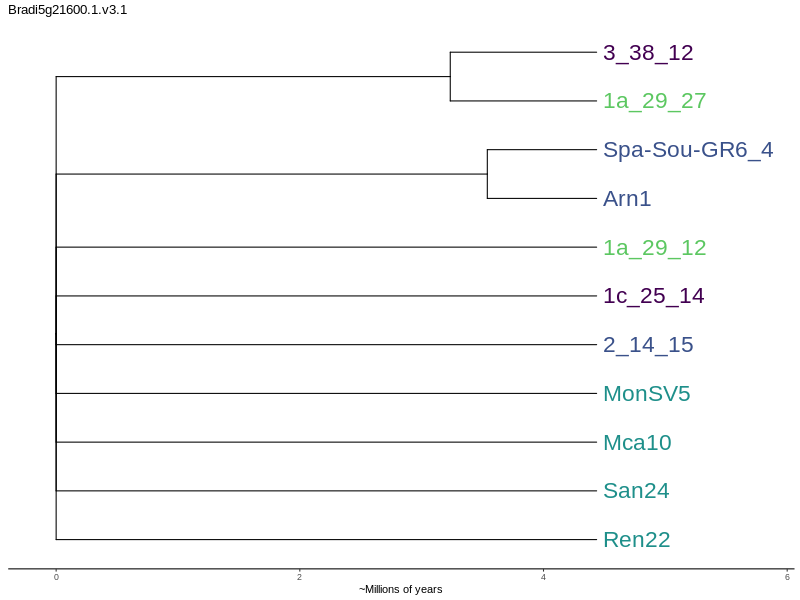 Bradi5g21600.1.v3.1
3_38_12
1a_29_27
Spa-Sou-GR6_4
Arn1
1a_29_12
1c_25_14
2_14_15
MonSV5
Mca10
San24
Ren22
0 2 4 6
~Millions of years